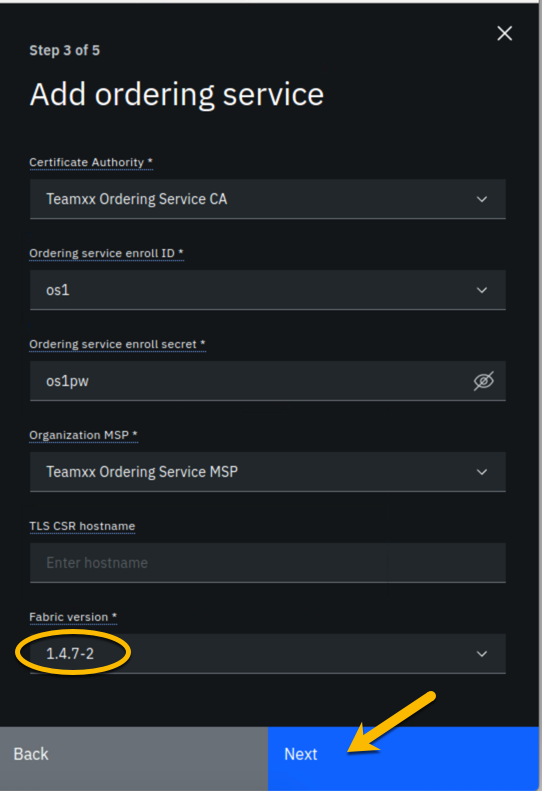 Step 3 of 5
Add ordering service
Certificate Authority *
Teamxx Ordering Service CA
Ordering service enroll ID *
os1
Ordering service enroll secret *
os1pw
Organization MSP *
Teamxx Ordering Service MSP
TLS CSR hostname
Enter hostname
Fabric version *
1.4.7-2
Back
Next